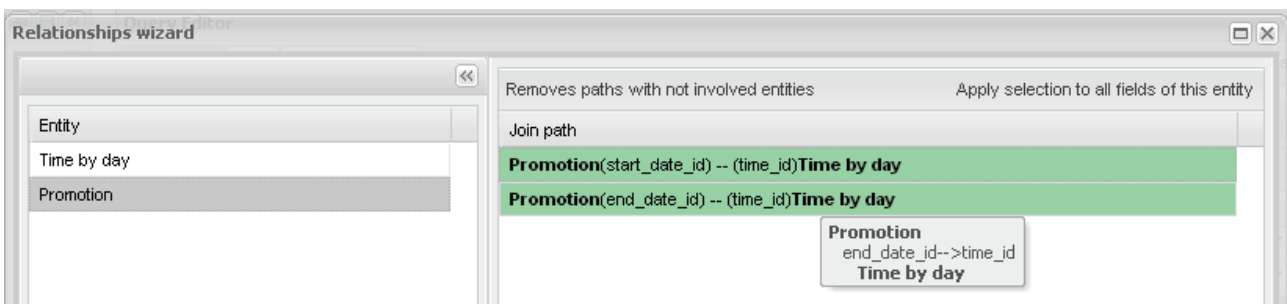 Query Editor
Relationships wizard
Removes paths with not involved entities Apply selection to all fields of this entity
Entity
Join path
Time by day
Promotion(start_date_id) -- (time_id)Time by day
Promotion
Promotion(end_date_id) -- (time_id)Time by day
Promotion
end_date_id-->time_id
Time by day